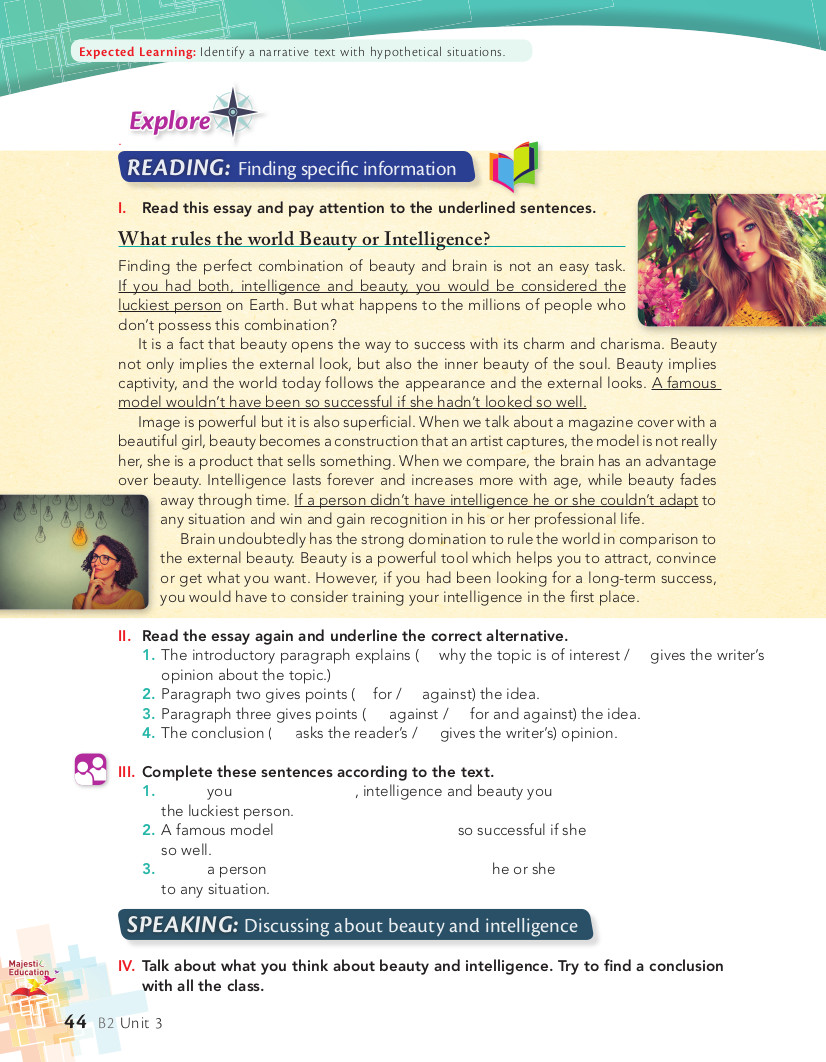 Expected Learning: Identify a narrative text with hypothetical situations.
Explore
READING: Finding specific information
I. Read this essay and pay attention to the underlined sentences.
What rules the world Beauty or Intelligence?
Finding the perfect combination of beauty and brain is not an easy task.
If you had both, intelligence and beauty, you would be considered the
luckiest person on Earth. But what happens to the millions of people who
don't possess this combination?
It is a fact that beauty opens the way to success with its charm and charisma. Beauty
not only implies the external look, but also the inner beauty of the soul. Beauty implies
captivity, and the world today follows the appearance and the external looks. A famous
model wouldn't have been so successful if she hadn't looked so well.
Image is powerful but it is also superficial. When we talk about a magazine cover with a
beautiful girl, beauty becomes a construction that an artist captures, the model is not really
her, she is a product that sells something. When we compare, the brain has an advantage
over beauty. Intelligence lasts forever and increases more with age, while beauty fades
away through time. If a person didn't have intelligence he or she couldn't adapt to
any situation and win and gain recognition in his or her professional life.
Brain undoubtedly has the strong domination to rule the world in comparison to
the external beauty. Beauty is a powerful tool which helps you to attract, convince
or get what you want. However, if you had been looking for a long-term success,
you would have to consider training your intelligence in the first place.
II. Read the essay again and underline the correct alternative.
1. The introductory paragraph explains ( why the topic is of interest / gives the writer's
opinion about the topic.)
2. Paragraph two gives points ( for / against) the idea.
3. Paragraph three gives points ( against / for and against) the idea.
4. The conclusion ( asks the reader's / gives the writer's) opinion.
III. Complete these sentences according to the text.
1. you , intelligence and beauty you
the luckiest person.
2. A famous model so successful if she
so well.
3. a person he or she
to any situation.
SPEAKING: Discussing about beauty and intelligence
IV. Talk about what you think about beauty and intelligence. Try to find a conclusion
with all the class.
Majestic
Education
44 B2 Unit 3